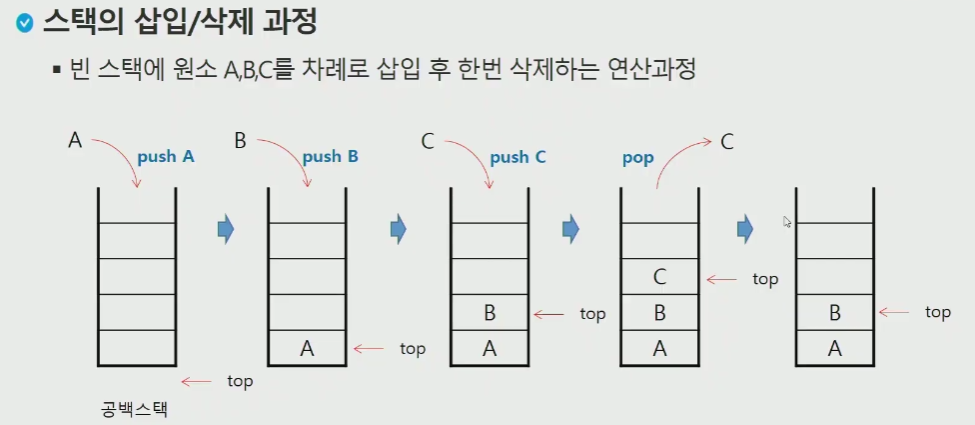 스택의 삽입/삭제 과정
▪ 빈 스택에 원소 A,B,C를 차례로 삽입 후 한번 삭제하는 연산과정
A push A
B push B
C push C
pop C
C top
B top B B top
A top A A A
top
공백스택